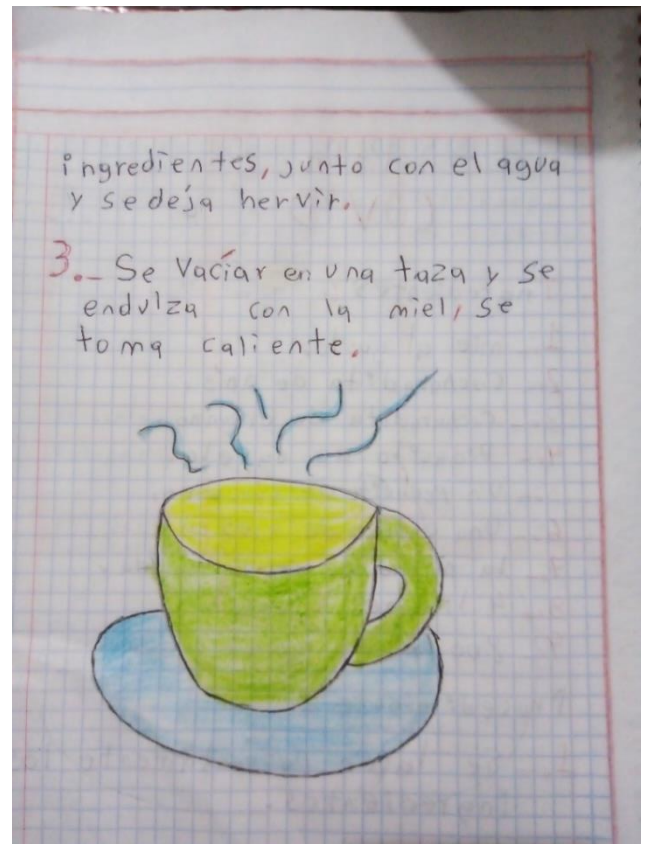 ingredientes, junto con el agua
y se deja hervir.
3.- Se Vacíar en una taza y se
endulza con la miel, se
toma caliente.